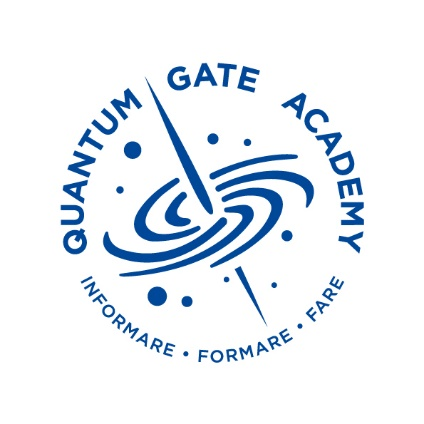 QUANTUM GATE ACADEMY
INFORMARE • FORMARE • FARE